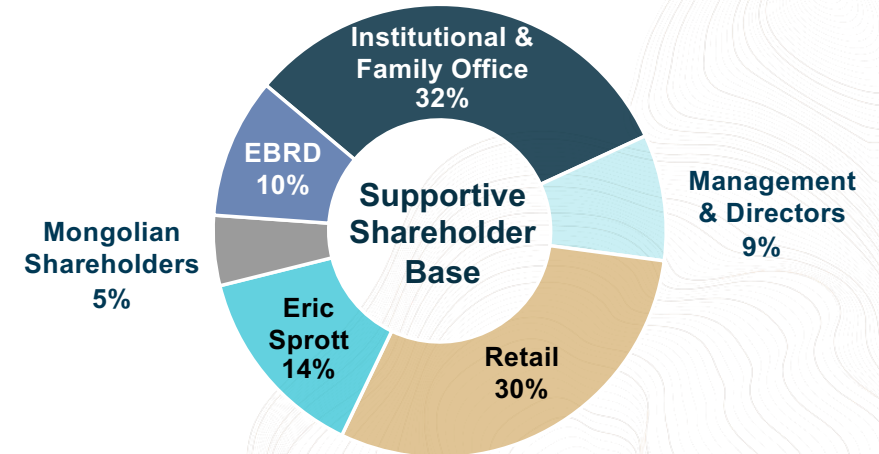 Institutional &
Family Office
32%
EBRD
10%
Management
& Directors
9%
Supportive
Shareholder
Base
Mongolian
Shareholders
5%
Eric
Sprott
14%
Retail
30%